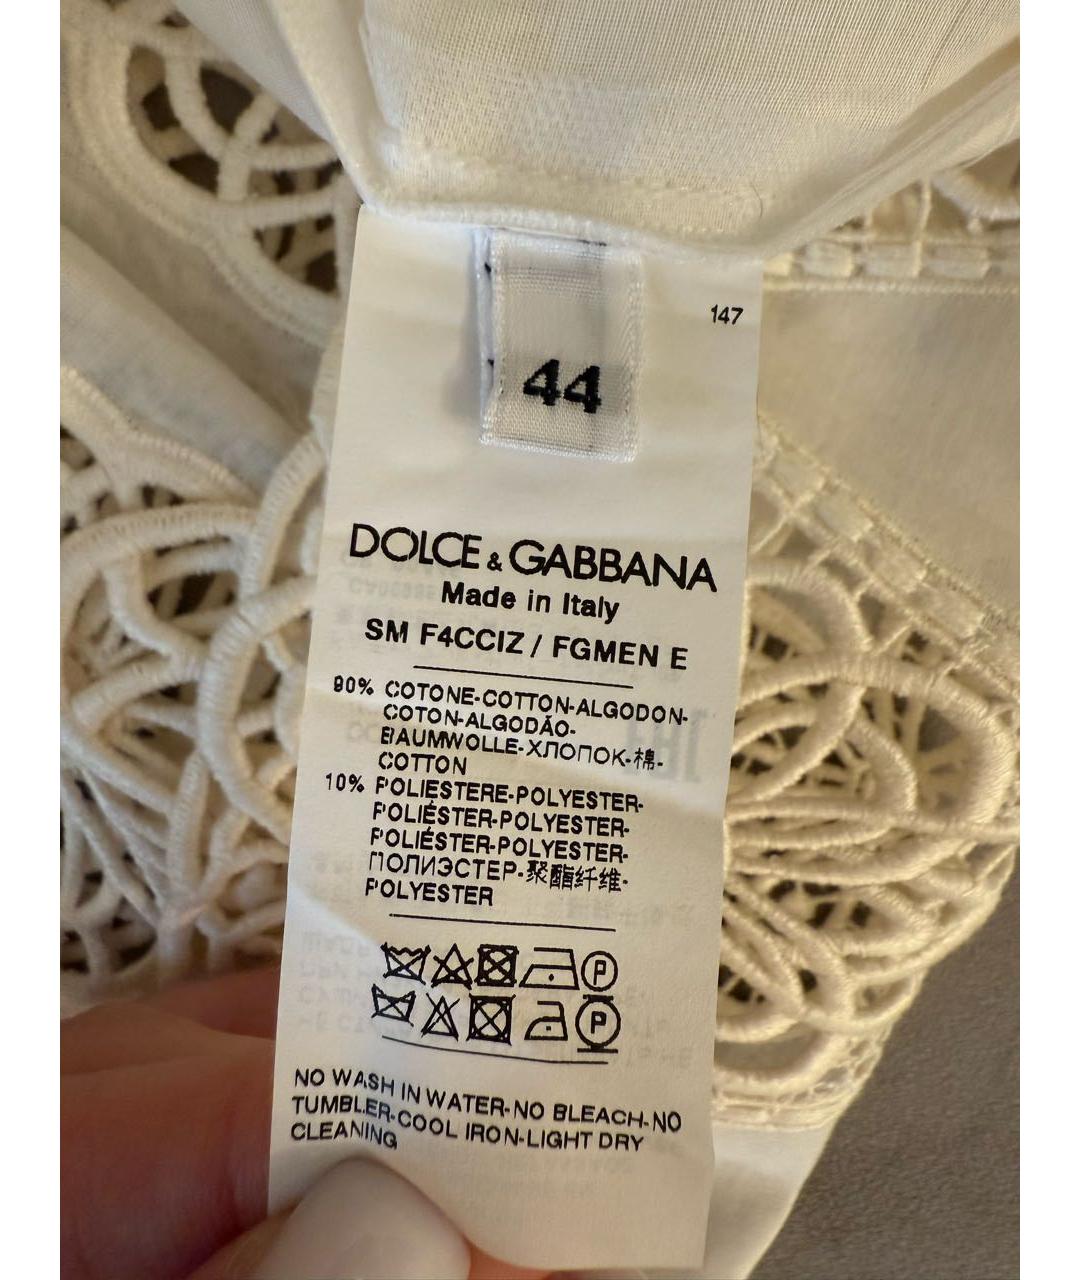 147
44
DOLCE & GABBANA
Made in Italy
SM F4CCIZ / FGMEN E
90% COTONE-COTTON-ALGODON-
COTON-ALGODÃO-
BAUMWOLLE-ХЛОПОК-棉-
COTTON
10% POLIESTERE-POLYESTER-
POLIÉSTER-POLYESTER-
POLIÉSTER-POLYESTER-
ПОЛИЭСТЕР-聚酯纤维-
POLYESTER
P
P
NO WASH IN WATER-NO BLEACH-NO
TUMBLER-COOL IRON-LIGHT DRY
CLEANING